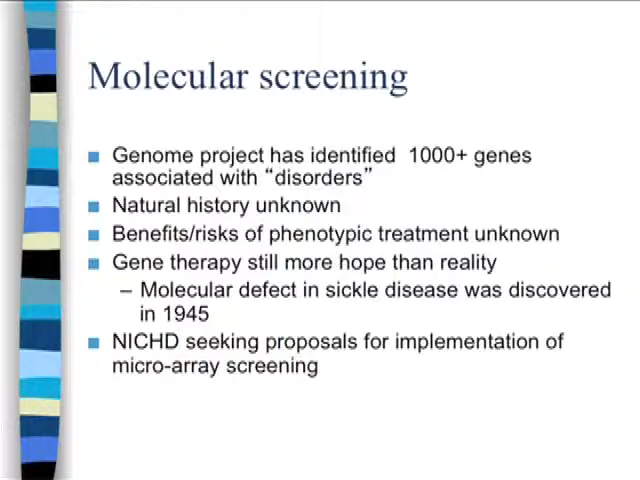 Molecular screening
Genome project has identified 1000+ genes
associated with “disorders”
Natural history unknown
Benefits/risks of phenotypic treatment unknown
Gene therapy still more hope than reality
– Molecular defect in sickle disease was discovered
in 1945
NICHD seeking proposals for implementation of
micro-array screening